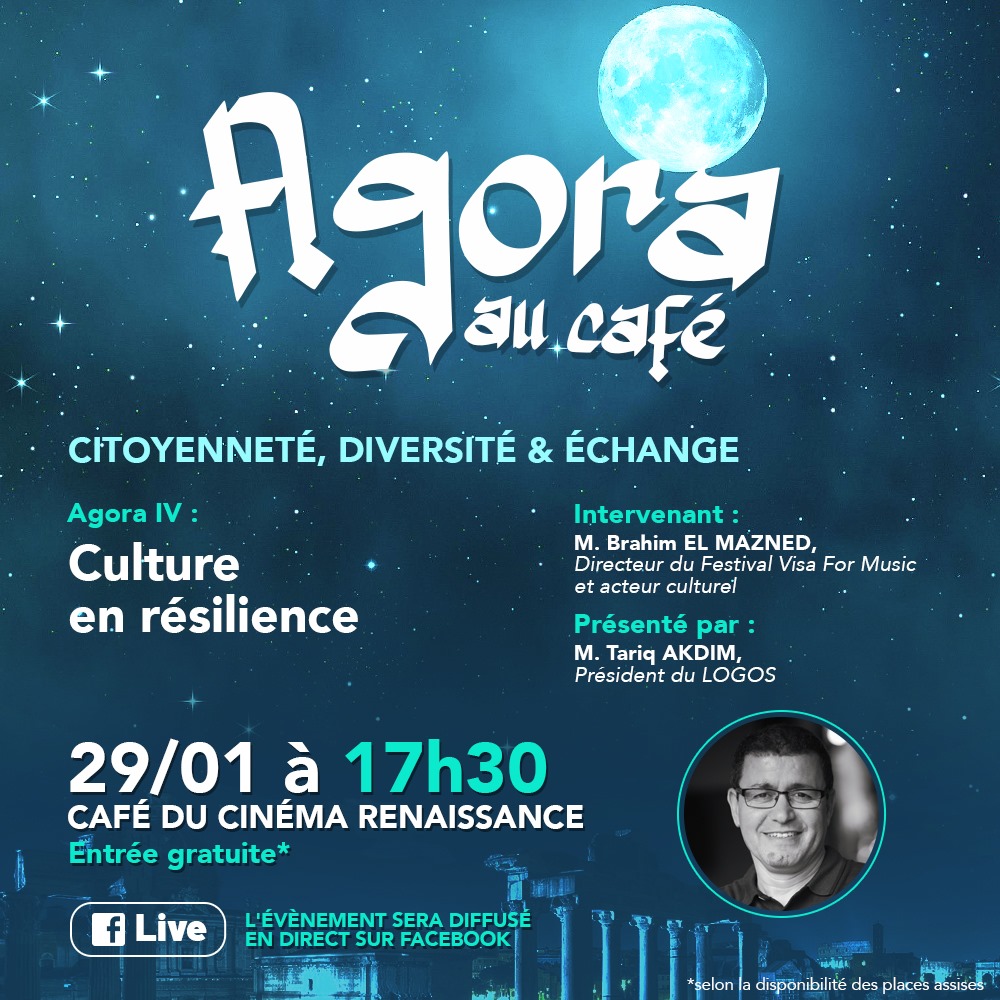 Agora
au café
CITOYENNETÉ, DIVERSITÉ & ÉCHANGE
Agora IV :
Culture
en résilience
Intervenant :
M. Brahim EL MAZNED,
Directeur du Festival Visa For Music
et acteur culturel
Présenté par :
M. Tariq AKDIM,
Président du LOGOS
29/01 à 17h30
CAFÉ DU CINÉMA RENAISSANCE
Entrée gratuite*
Live
L'ÉVÈNEMENT SERA DIFFUSÉ
EN DIRECT SUR FACEBOOK
*selon la disponibilité des places assises